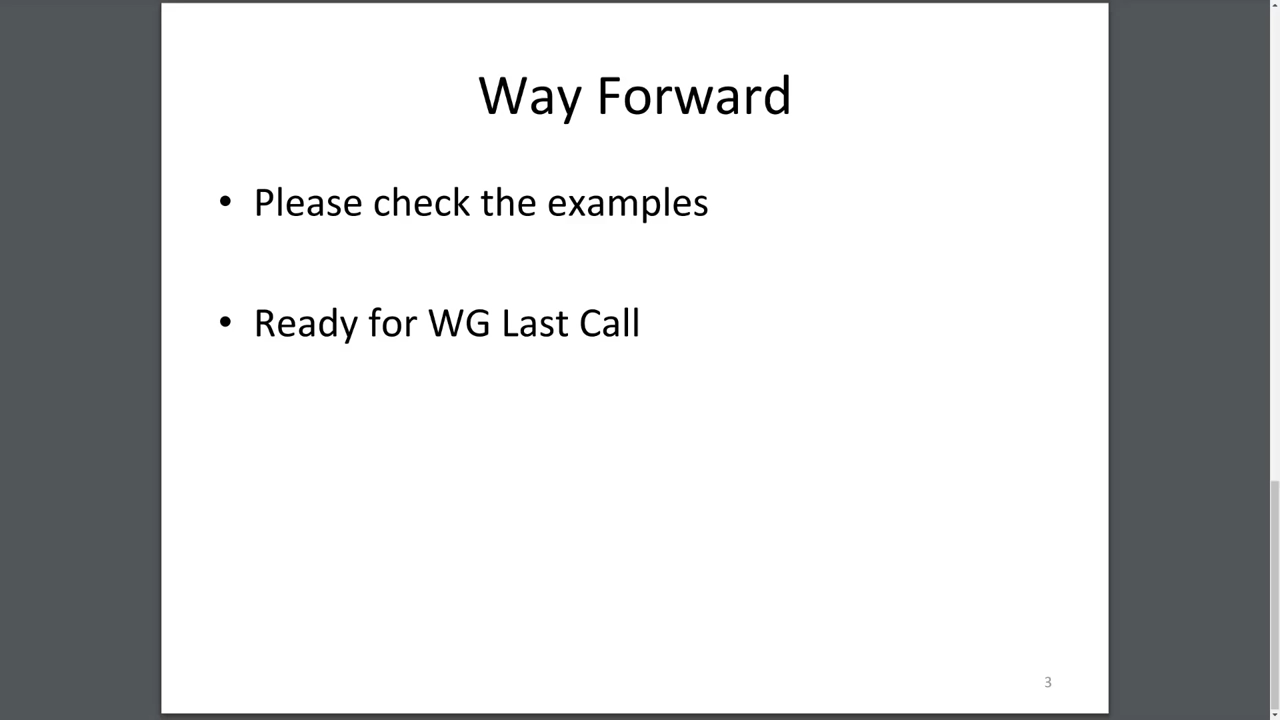 Way Forward
• Please check the examples
• Ready for WG Last Call
3